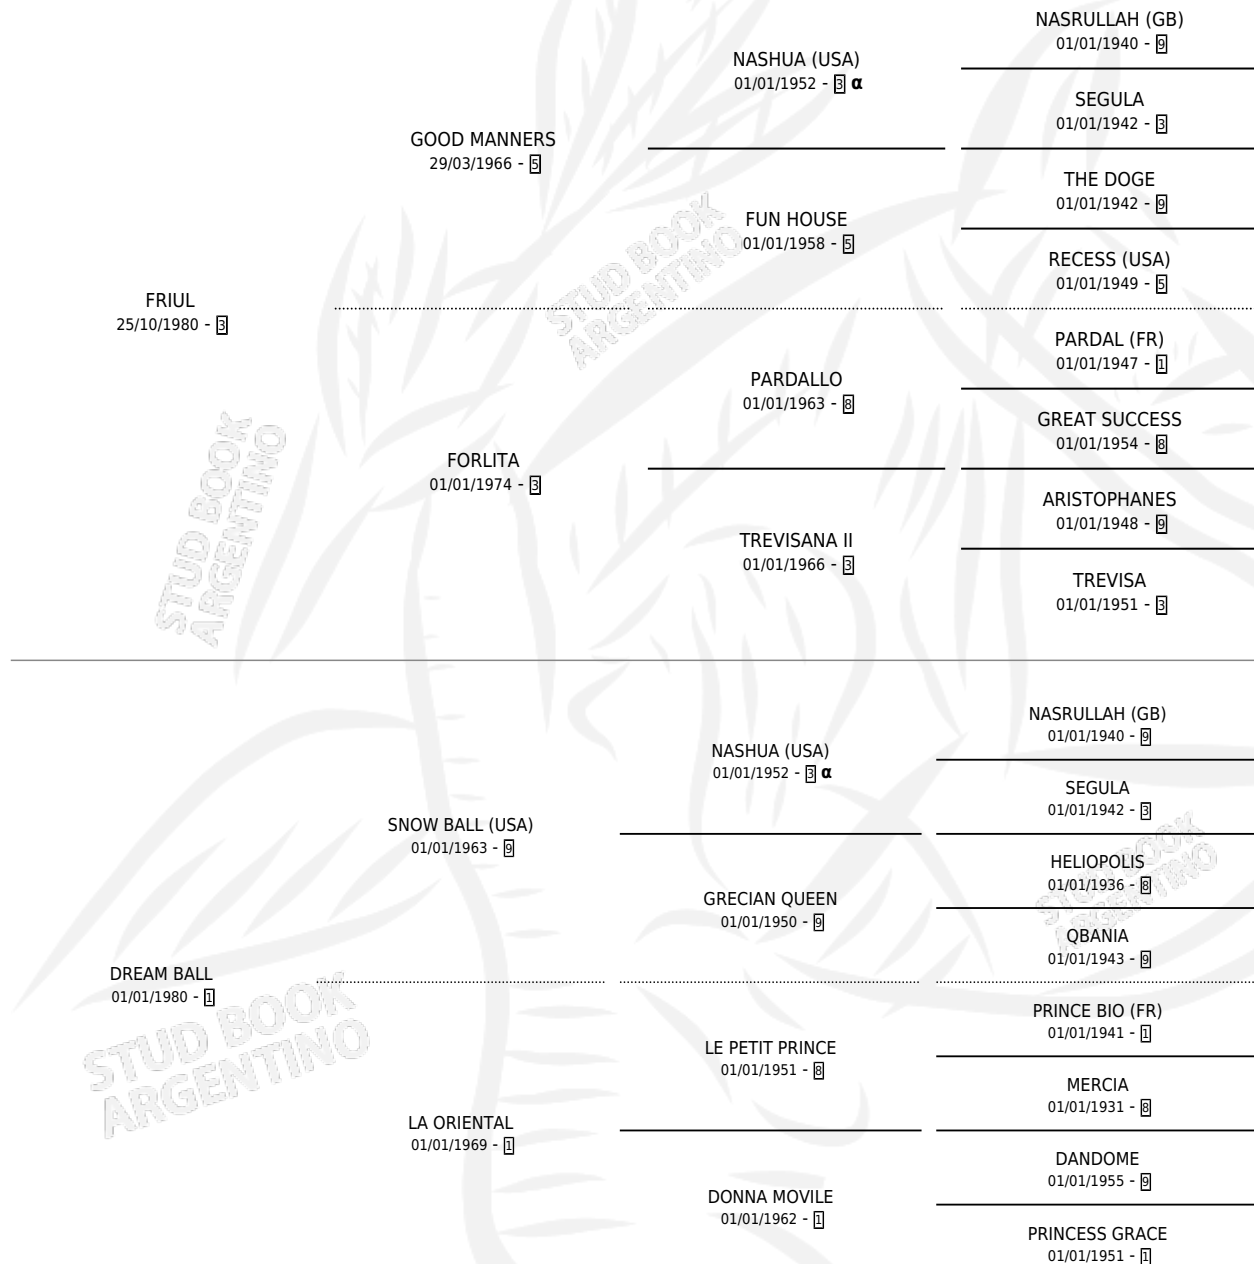 NASRULLAH (GB)
01/01/1940 - 9
NASHUA (USA)
01/01/1952 - 3 α
SEGULA
01/01/1942 - 3
GOOD MANNERS
29/03/1966 - 5
THE DOGE
01/01/1942 - 9
FUN HOUSE
01/01/1958 - 5
RECESS (USA)
01/01/1949 - 5
FRIUL
25/10/1980 - 3
STUD BOOK
ARGENTINO
PARDAL (FR)
01/01/1947 - 1
PARDALLO
01/01/1963 - 8
GREAT SUCCESS
01/01/1954 - 8
FORLITA
01/01/1974 - 3
ARISTOPHANES
01/01/1948 - 9
TREVISANA II
01/01/1966 - 3
TREVISA
01/01/1951 - 3
STUD BOOK
ARGENTINO
NASRULLAH (GB)
01/01/1940 - 9
NASHUA (USA)
01/01/1952 - 3 α
SEGULA
01/01/1942 - 3
SNOW BALL (USA)
01/01/1963 - 9
HELIOPOLIS
01/01/1936 - 8
GRECIAN QUEEN
01/01/1950 - 9
QBANIA
01/01/1943 - 9
STUD BOOK
ARGENTINO
DREAM BALL
01/01/1980 - 1
PRINCE BIO (FR)
01/01/1941 - 1
LE PETIT PRINCE
01/01/1951 - 8
MERCIA
01/01/1931 - 8
LA ORIENTAL
01/01/1969 - 1
DANDOME
01/01/1955 - 9
DONNA MOVILE
01/01/1962 - 1
PRINCESS GRACE
01/01/1951 - 1
STUD BOOK
ARGENTINO